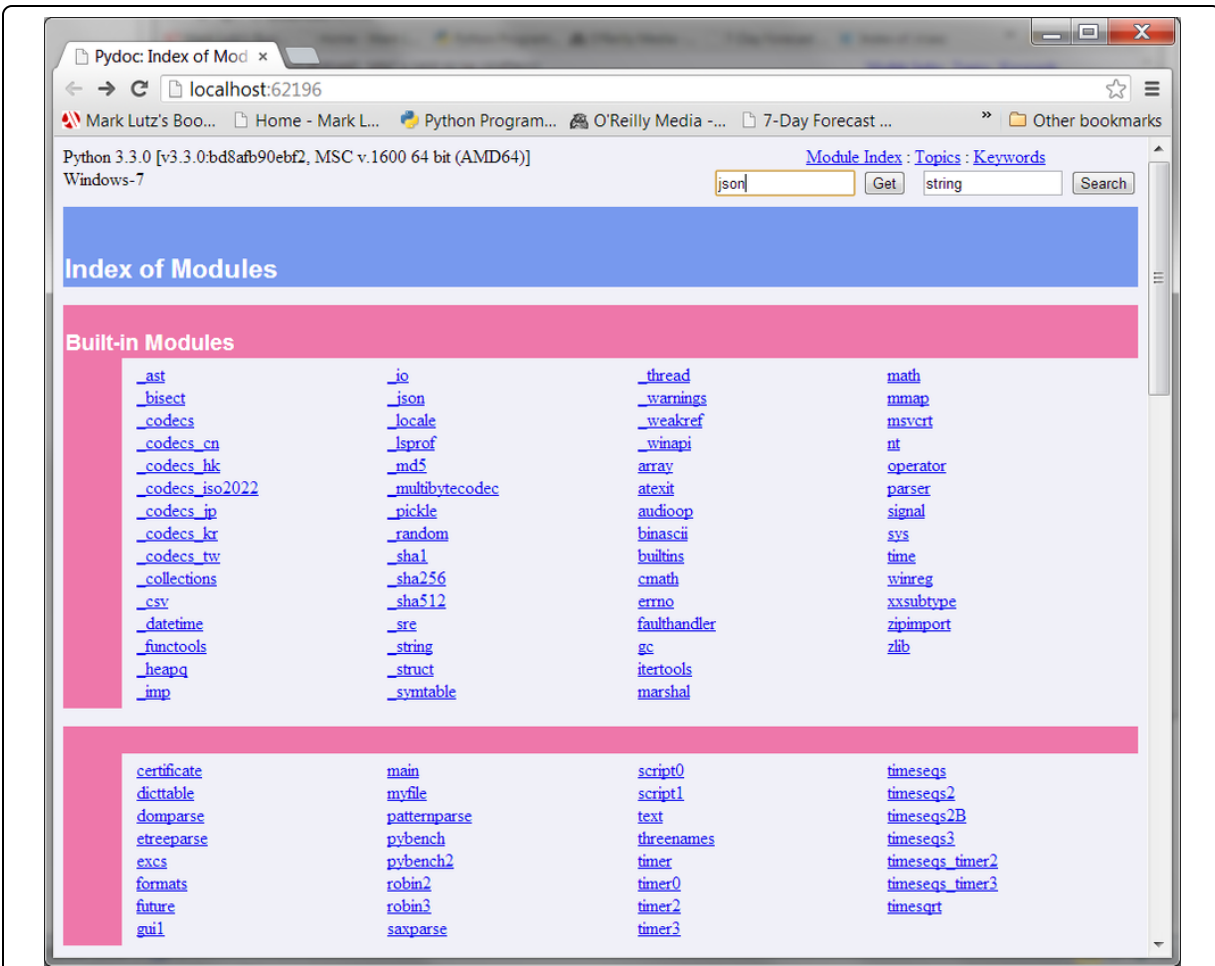 Pydoc: Index of Mod
localhost:62196
Mark Lutz's Boo... Home - Mark L... Python Program... O'Reilly Media -... 7-Day Forecast ... » Other bookmarks
Python 3.3.0 [v3.3.0:bd8afb90ebf2, MSC v.1600 64 bit (AMD64)]
Windows-7
Module Index : Topics : Keywords
json Get string Search
Index of Modules
Built-in Modules
_ast _io _thread math
_bisect _json _warnings mmap
_codecs _locale _weakref msvcrt
_codecs_cn _lsprof _winapi nt
_codecs_hk _md5 array operator
_codecs_iso2022 _multibytecodec atexit parser
_codecs_jp _pickle audioop signal
_codecs_kr _random binascii sys
_codecs_tw _sha1 builtins time
_collections _sha256 cmath winreg
_csv _sha512 errno xxsubtype
_datetime _sre faulthandler zipimport
_functools _string gc zlib
_heapq _struct itertools
_imp _symtable marshal
certificate main script0 timeseqs
dicttable myfile script1 timeseqs2
domparse patternparse text timeseqs2B
etreeparse pybench threenames timeseqs3
excs pybench2 timer timeseqs_timer2
formats robin2 timer0 timeseqs_timer3
future robin3 timer2 timesqrt
gui1 saxparse timer3